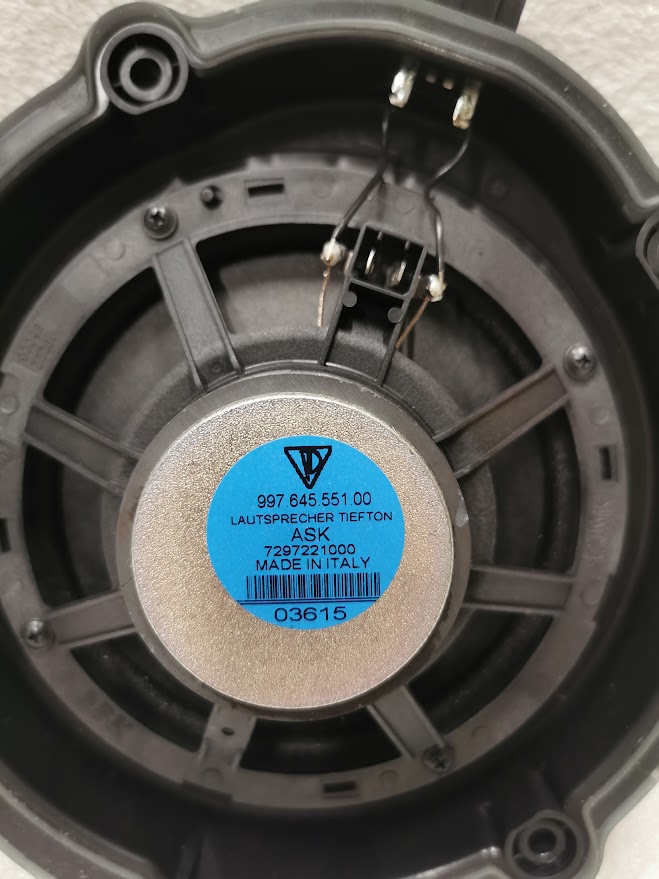 997.645.551.00
LAUTSPRECHER TIEFTON
ASK
7297221000
MADE IN ITALY
03615